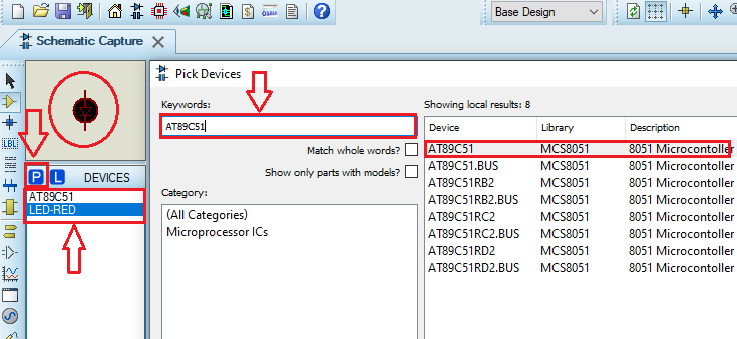 Base Design
Schematic Capture
Pick Devices
Keywords:
AT89C51
Match whole words?
Show only parts with models?
Category:
(All Categories)
Microprocessor ICs
Showing local results: 8
Device Library Description
AT89C51 MCS8051 8051 Microcontoller
AT89C51.BUS MCS8051 8051 Microcontoller
AT89C51RB2 MCS8051 8051 Microcontoller
AT89C51RB2.BUS MCS8051 8051 Microcontoller
AT89C51RC2 MCS8051 8051 Microcontoller
AT89C51RC2.BUS MCS8051 8051 Microcontoller
AT89C51RD2 MCS8051 8051 Microcontoller
AT89C51RD2.BUS MCS8051 8051 Microcontoller
LBL
P L DEVICES
AT89C51
LED-RED